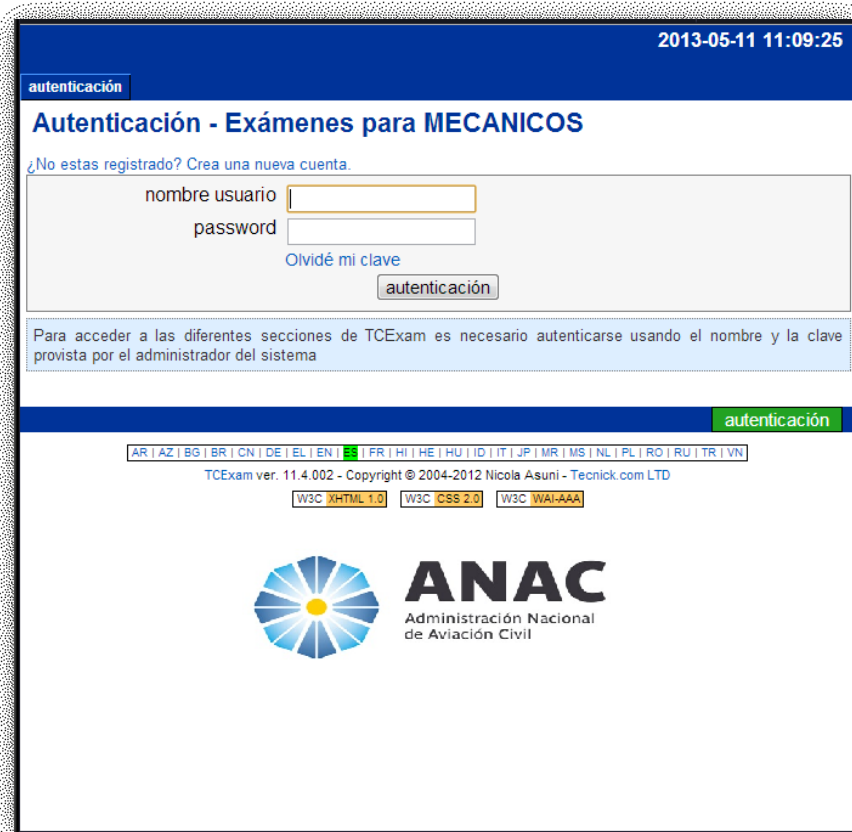 2013-05-11 11:09:25
autenticación
Autenticación - Exámenes para MECANICOS
¿No estas registrado? Crea una nueva cuenta.
nombre usuario
password
Olvidé mi clave
autenticación
Para acceder a las diferentes secciones de TCExam es necesario autenticarse usando el nombre y la clave
provista por el administrador del sistema
autenticación
AR | AZ | BG | BR | CN | DE | EL | EN | ES | FR | HI | HE | HU | ID | IT | JP | MR | MS | NL | PL | RO | RU | TR | VN
TCExam ver. 11.4.002 - Copyright © 2004-2012 Nicola Asuni - Tecnick.com LTD
W3C XHTML 1.0 W3C CSS 2.0 W3C WAI-AAA
ANAC
Administración Nacional
de Aviación Civil